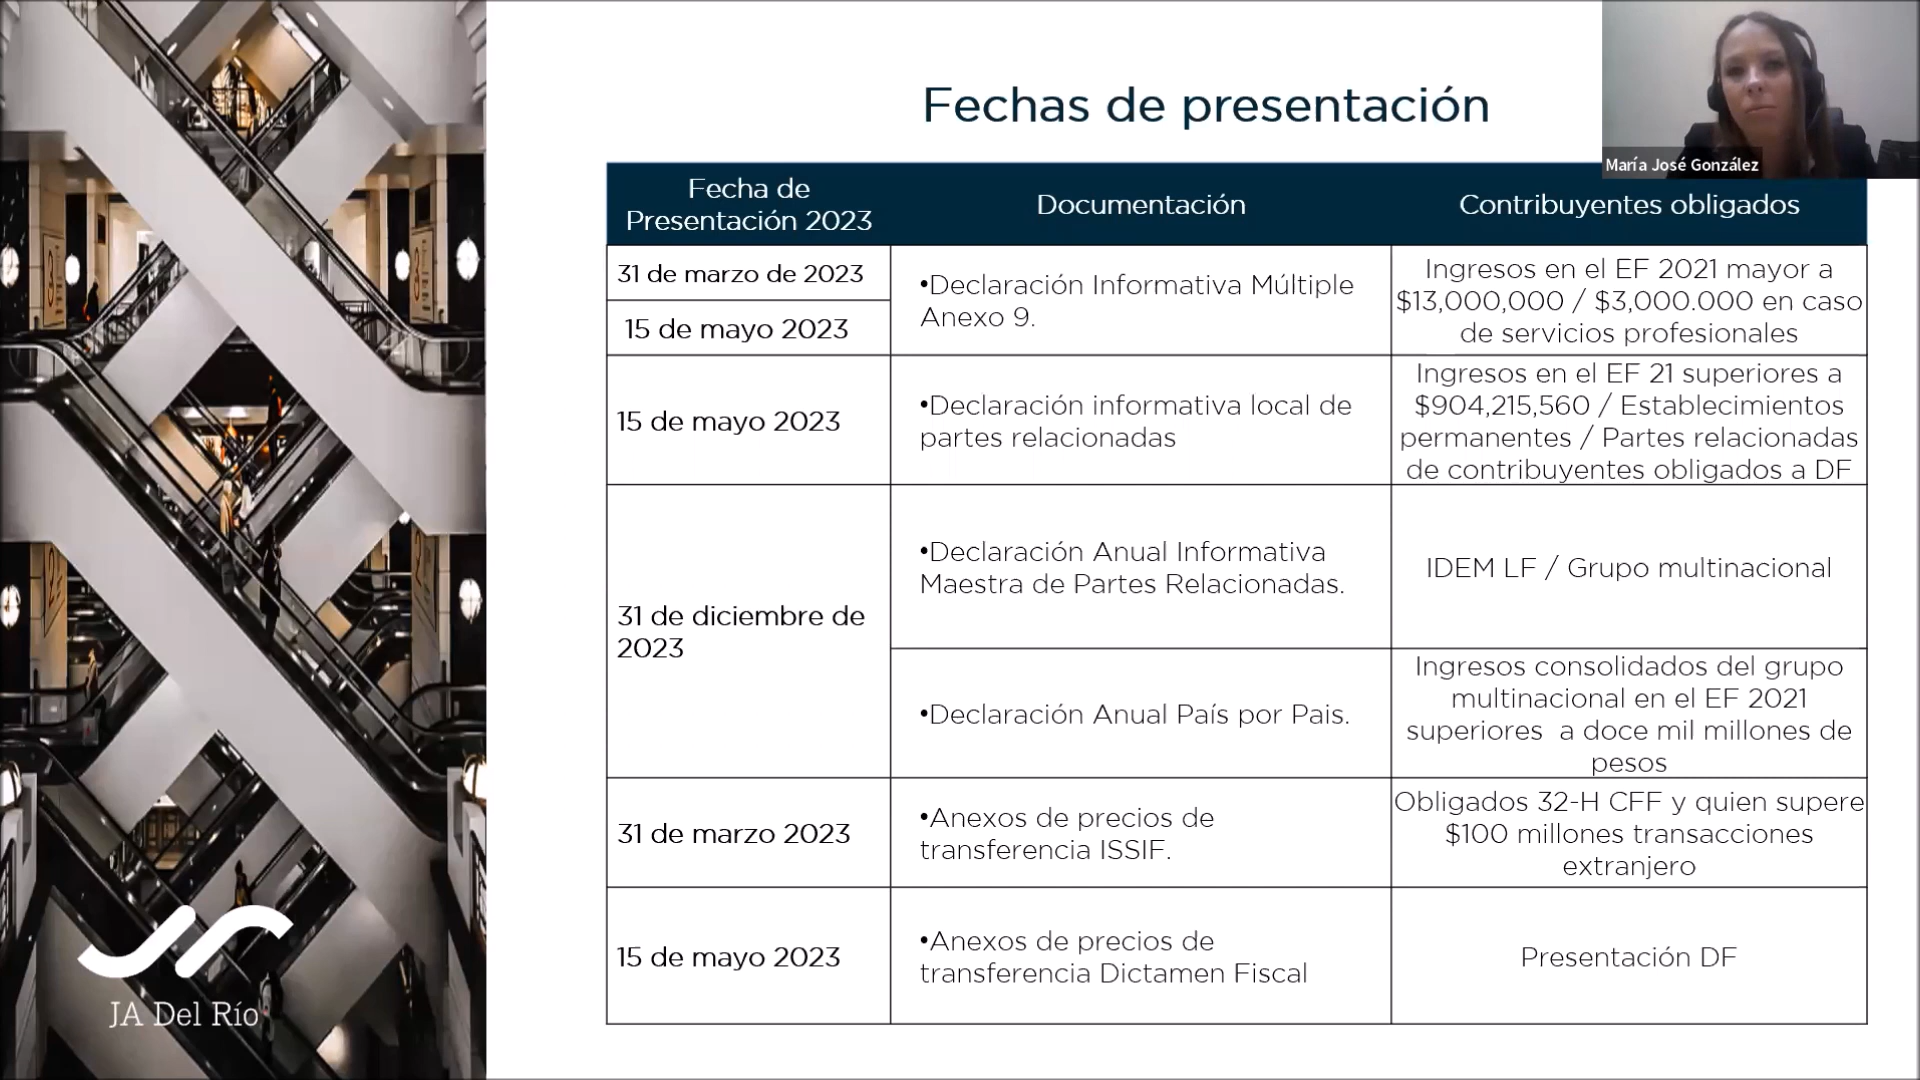 Fechas de presentación
María José González
Fecha de
Presentación 2023
Documentación
Contribuyentes obligados
31 de marzo de 2023
15 de mayo 2023
•Declaración Informativa Múltiple
Anexo 9.
Ingresos en el EF 2021 mayor a
$13,000,000 / $3,000.000 en caso
de servicios profesionales
15 de mayo 2023
•Declaración informativa local de
partes relacionadas
Ingresos en el EF 21 superiores a
$904,215,560 / Establecimientos
permanentes / Partes relacionadas
de contribuyentes obligados a DF
31 de diciembre de
2023
•Declaración Anual Informativa
Maestra de Partes Relacionadas.
IDEM LF / Grupo multinacional
•Declaración Anual País por Pais.
Ingresos consolidados del grupo
multinacional en el EF 2021
superiores  a doce mil millones de
pesos
31 de marzo 2023
•Anexos de precios de
transferencia ISSIF.
Obligados 32-H CFF y quien supere
$100 millones transacciones
extranjero
15 de mayo 2023
•Anexos de precios de
transferencia Dictamen Fiscal
Presentación DF
JA Del Río